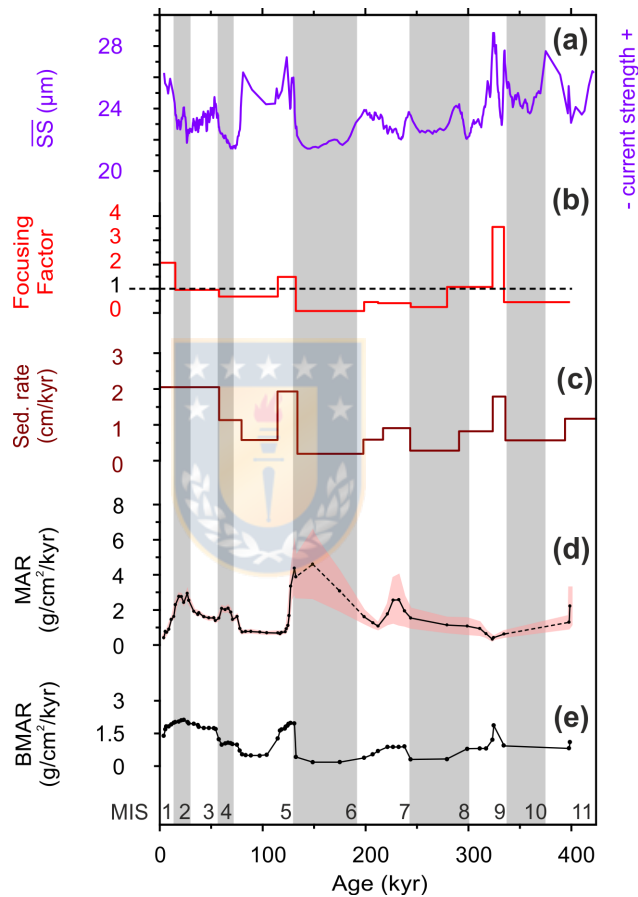 (a)
28
24
20
SS (μm)
- current strength +
(b)
4
3
2
1
0
Focusing
Factor
(c)
3
2
1
0
Sed. rate
(cm/kyr)
(d)
8
6
4
2
0
MAR
(g/cm²/kyr)
(e)
3
1.5
0
BMAR
(g/cm²/kyr)
MIS 1 2 3 4 5 6 7 8 9 10 11
0 100 200 300 400
Age (kyr)